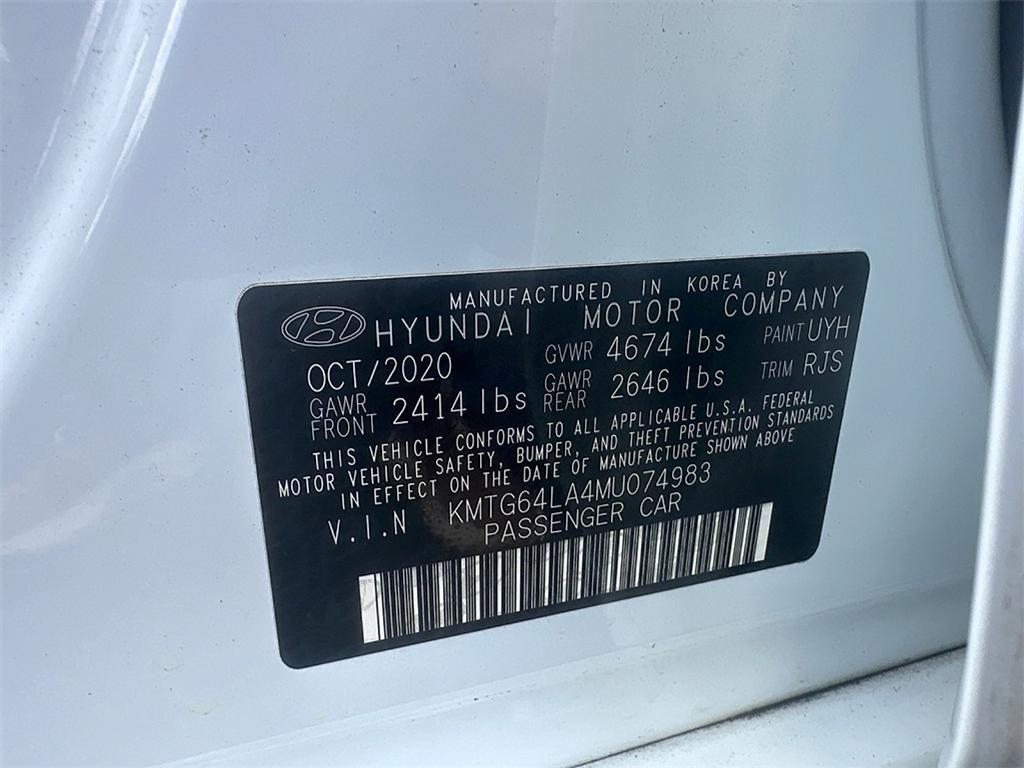 MANUFACTURED IN KOREA BY
HYUNDAI MOTOR COMPANY
OCT/2020 GVWR 4674 lbs PAINT UYH
GAWR FRONT 2414 lbs GAWR REAR 2646 lbs TRIM RJS
THIS VEHICLE CONFORMS TO ALL APPLICABLE U.S.A. FEDERAL
MOTOR VEHICLE SAFETY, BUMPER, AND THEFT PREVENTION STANDARDS
IN EFFECT ON THE DATE OF MANUFACTURE SHOWN ABOVE
V.I.N KMTG64LA4MU074983
PASSENGER CAR